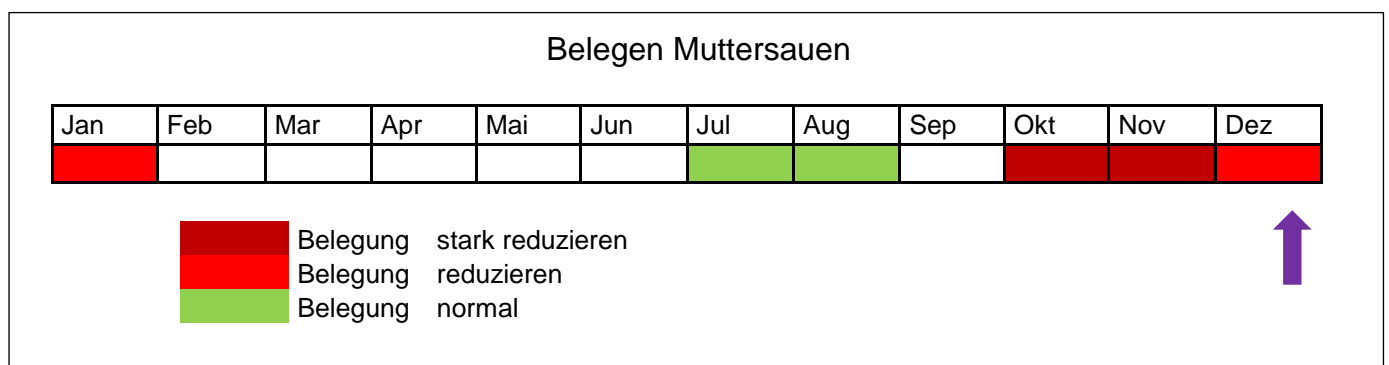 Belegen Muttersauen
Jan Feb Mar Apr Mai Jun Jul Aug Sep Okt Nov Dez
Belegung stark reduzieren
Belegung reduzieren
Belegung normal